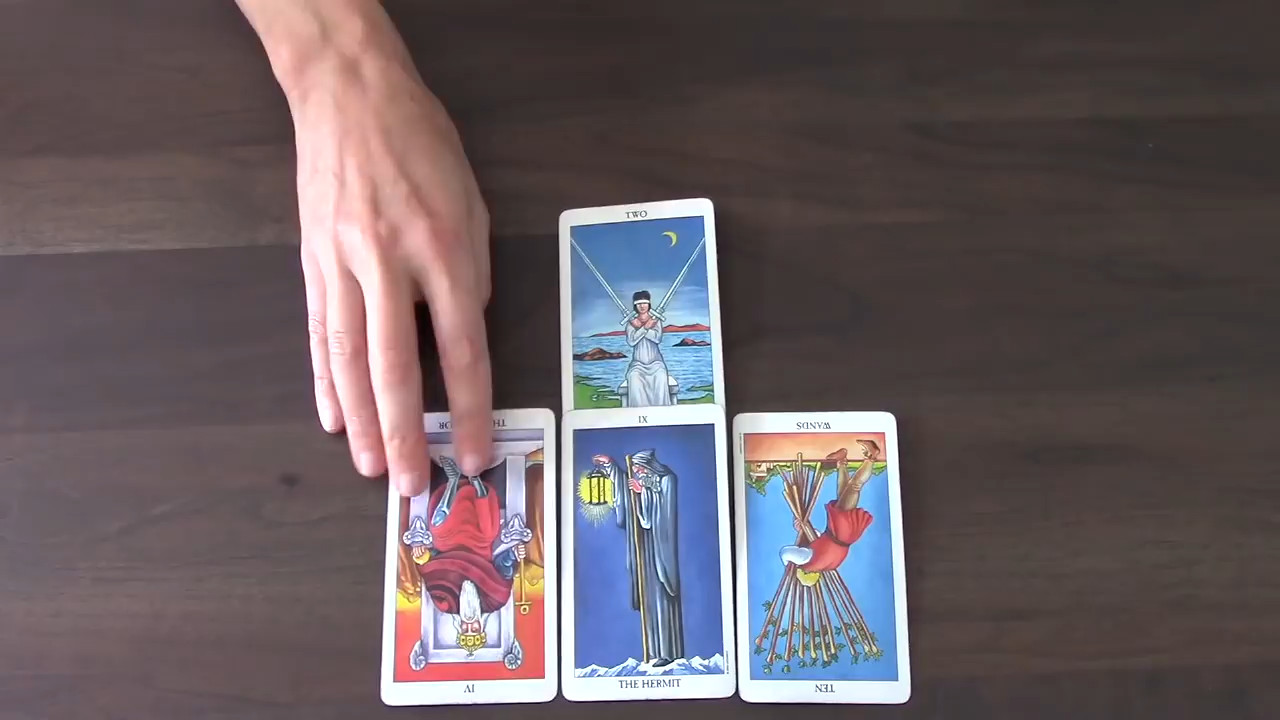 TWO
IX
THE HERMIT
WANDS
TEN
IV